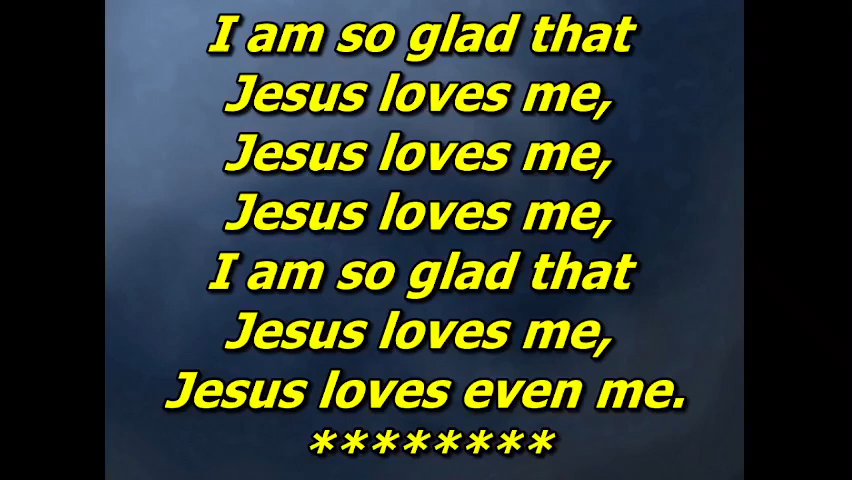 I am so glad that
Jesus loves me,
Jesus loves me,
Jesus loves me,
I am so glad that
Jesus loves me,
Jesus loves even me.
********